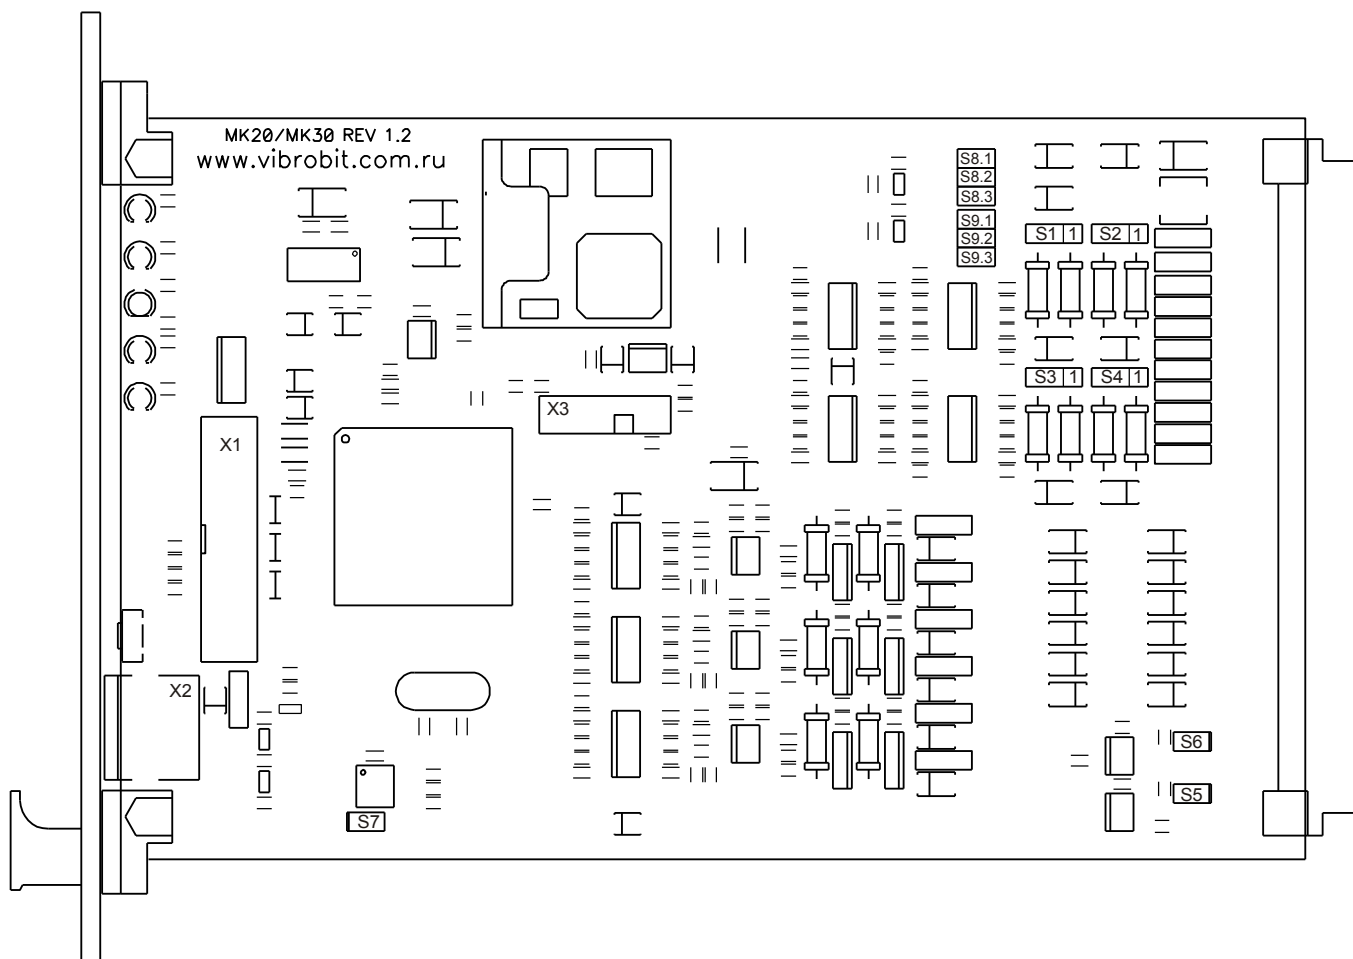 MK20/MK30 REV 1.2
www.vibrobit.com.ru
S8.1
S8.2
S8.3
S9.1
S9.2
S9.3
S1 1 S2 1
S3 1 S4 1
X3
X1
X2
S6
S5
S7